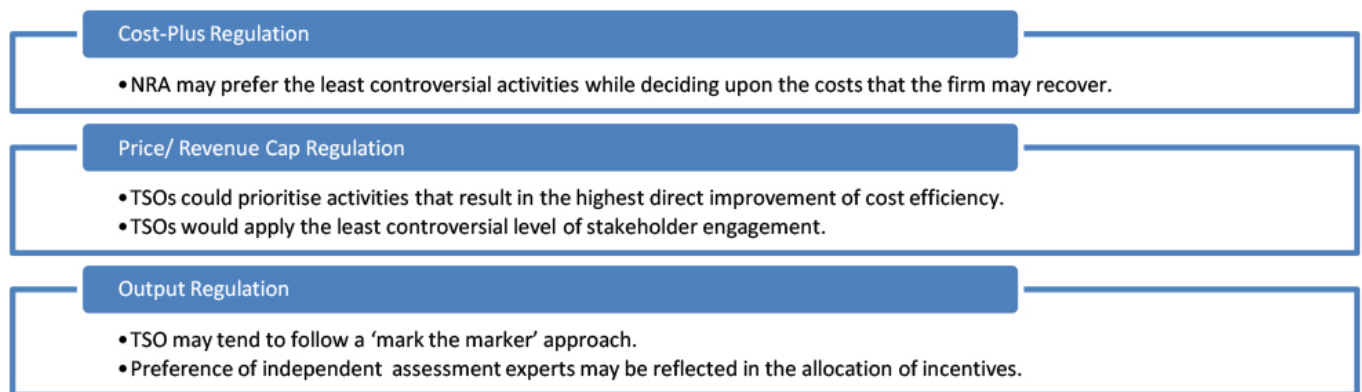 Cost-Plus Regulation
•NRA may prefer the least controversial activities while deciding upon the costs that the firm may recover.
Price/ Revenue Cap Regulation
•TSOs could prioritise activities that result in the highest direct improvement of cost efficiency.
•TSOs would apply the least controversial level of stakeholder engagement.
Output Regulation
•TSO may tend to follow a ‘mark the marker’ approach.
•Preference of independent assessment experts may be reflected in the allocation of incentives.